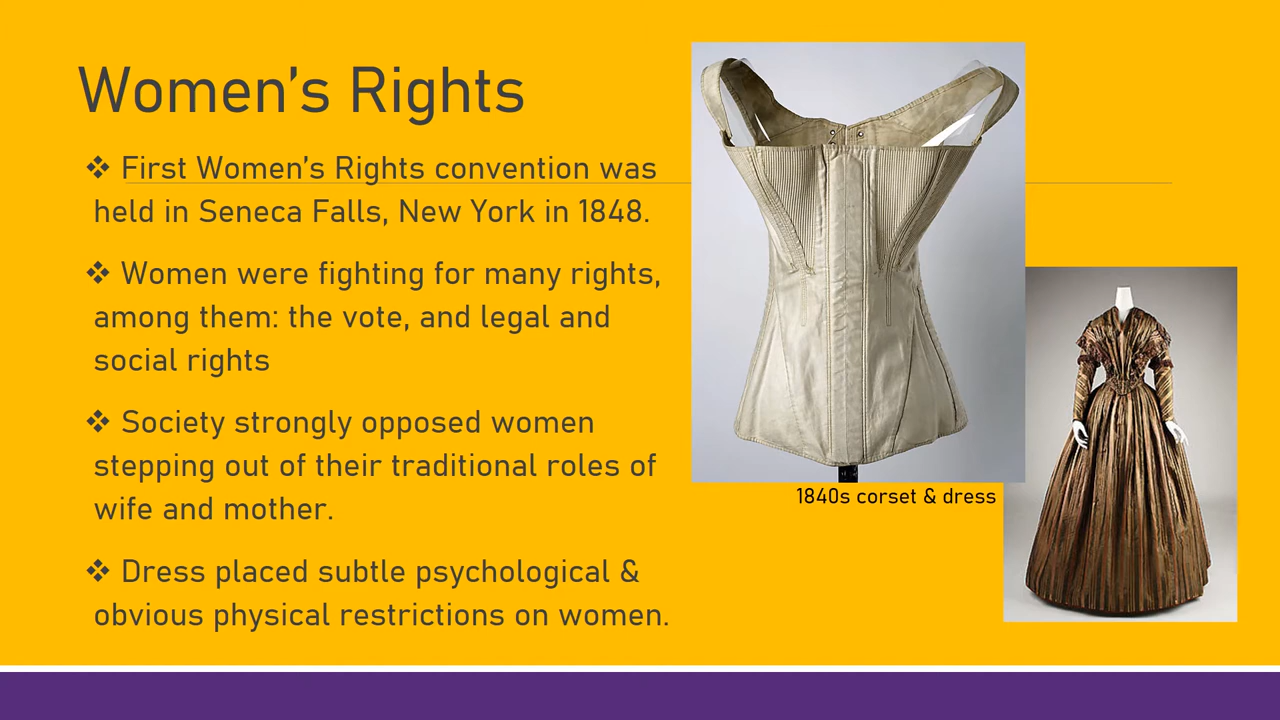 Women's Rights
❖ First Women's Rights convention was
held in Seneca Falls, New York in 1848.
❖ Women were fighting for many rights,
among them: the vote, and legal and
social rights
❖ Society strongly opposed women
stepping out of their traditional roles of
wife and mother.
❖ Dress placed subtle psychological &
obvious physical restrictions on women.
1840s corset & dress